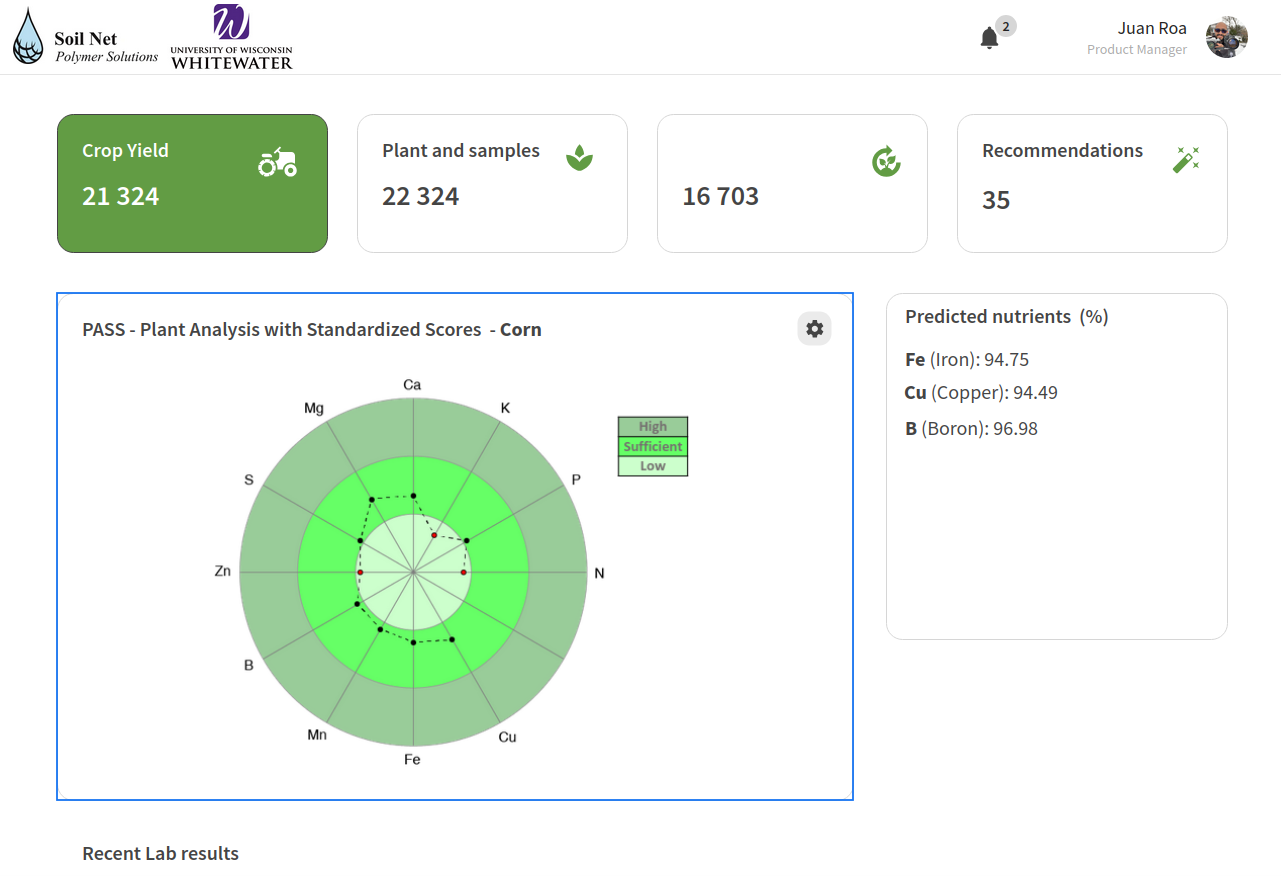 Soil Net
Polymer Solutions
W
UNIVERSITY OF WISCONSIN
WHITEWATER
2
Juan Roa
Product Manager
Crop Yield
21 324
Plant and samples
22 324
16 703
Recommendations
35
PASS - Plant Analysis with Standardized Scores - Corn
Ca
Mg
K
S
P
Zn
N
B
Mn
Cu
Fe
High
Sufficient
Low
Predicted nutrients (%)
Fe (Iron): 94.75
Cu (Copper): 94.49
B (Boron): 96.98
Recent Lab results